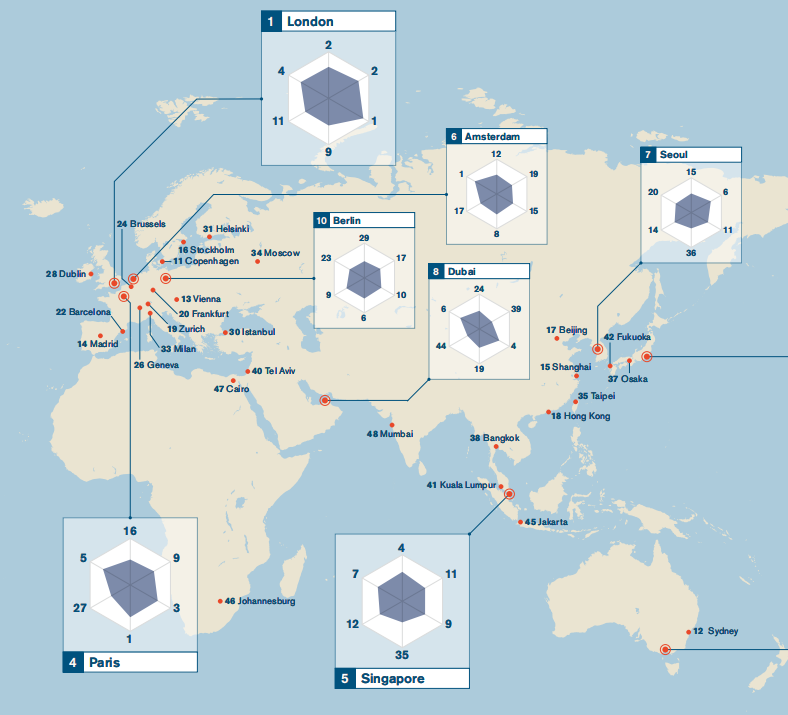 1 London
2
4
2
11
1
9
6 Amsterdam
12
1
19
17
15
8
7 Seoul
15
20
6
14
11
36
10 Berlin
29
23
17
9
10
6
8 Dubai
24
6
39
44
4
19
24 Brussels
31 Helsinki
16 Stockholm
11 Copenhagen
34 Moscow
28 Dublin
13 Vienna
20 Frankfurt
22 Barcelona
19 Zurich
30 Istanbul
14 Madrid
33 Milan
26 Geneva
40 Tel Aviv
47 Cairo
17 Beijing
42 Fukuoka
15 Shanghai
37 Osaka
35 Taipei
18 Hong Kong
48 Mumbai
38 Bangkok
41 Kuala Lumpur
45 Jakarta
16
5
9
27
3
1
4 Paris
46 Johannesburg
4
7
11
12
9
35
5 Singapore
12 Sydney